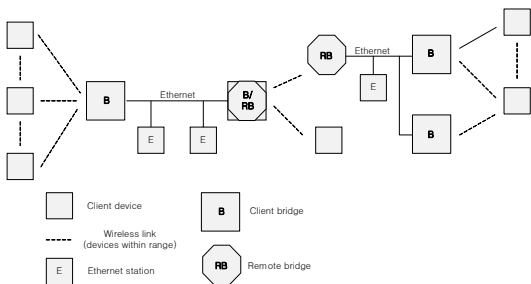 RB
Ethernet
B
B
Ethernet
B/
RB
E
E
E
B
Client device
B
Client bridge
Wireless link
(devices within range)
E
Ethernet station
RB
Remote bridge